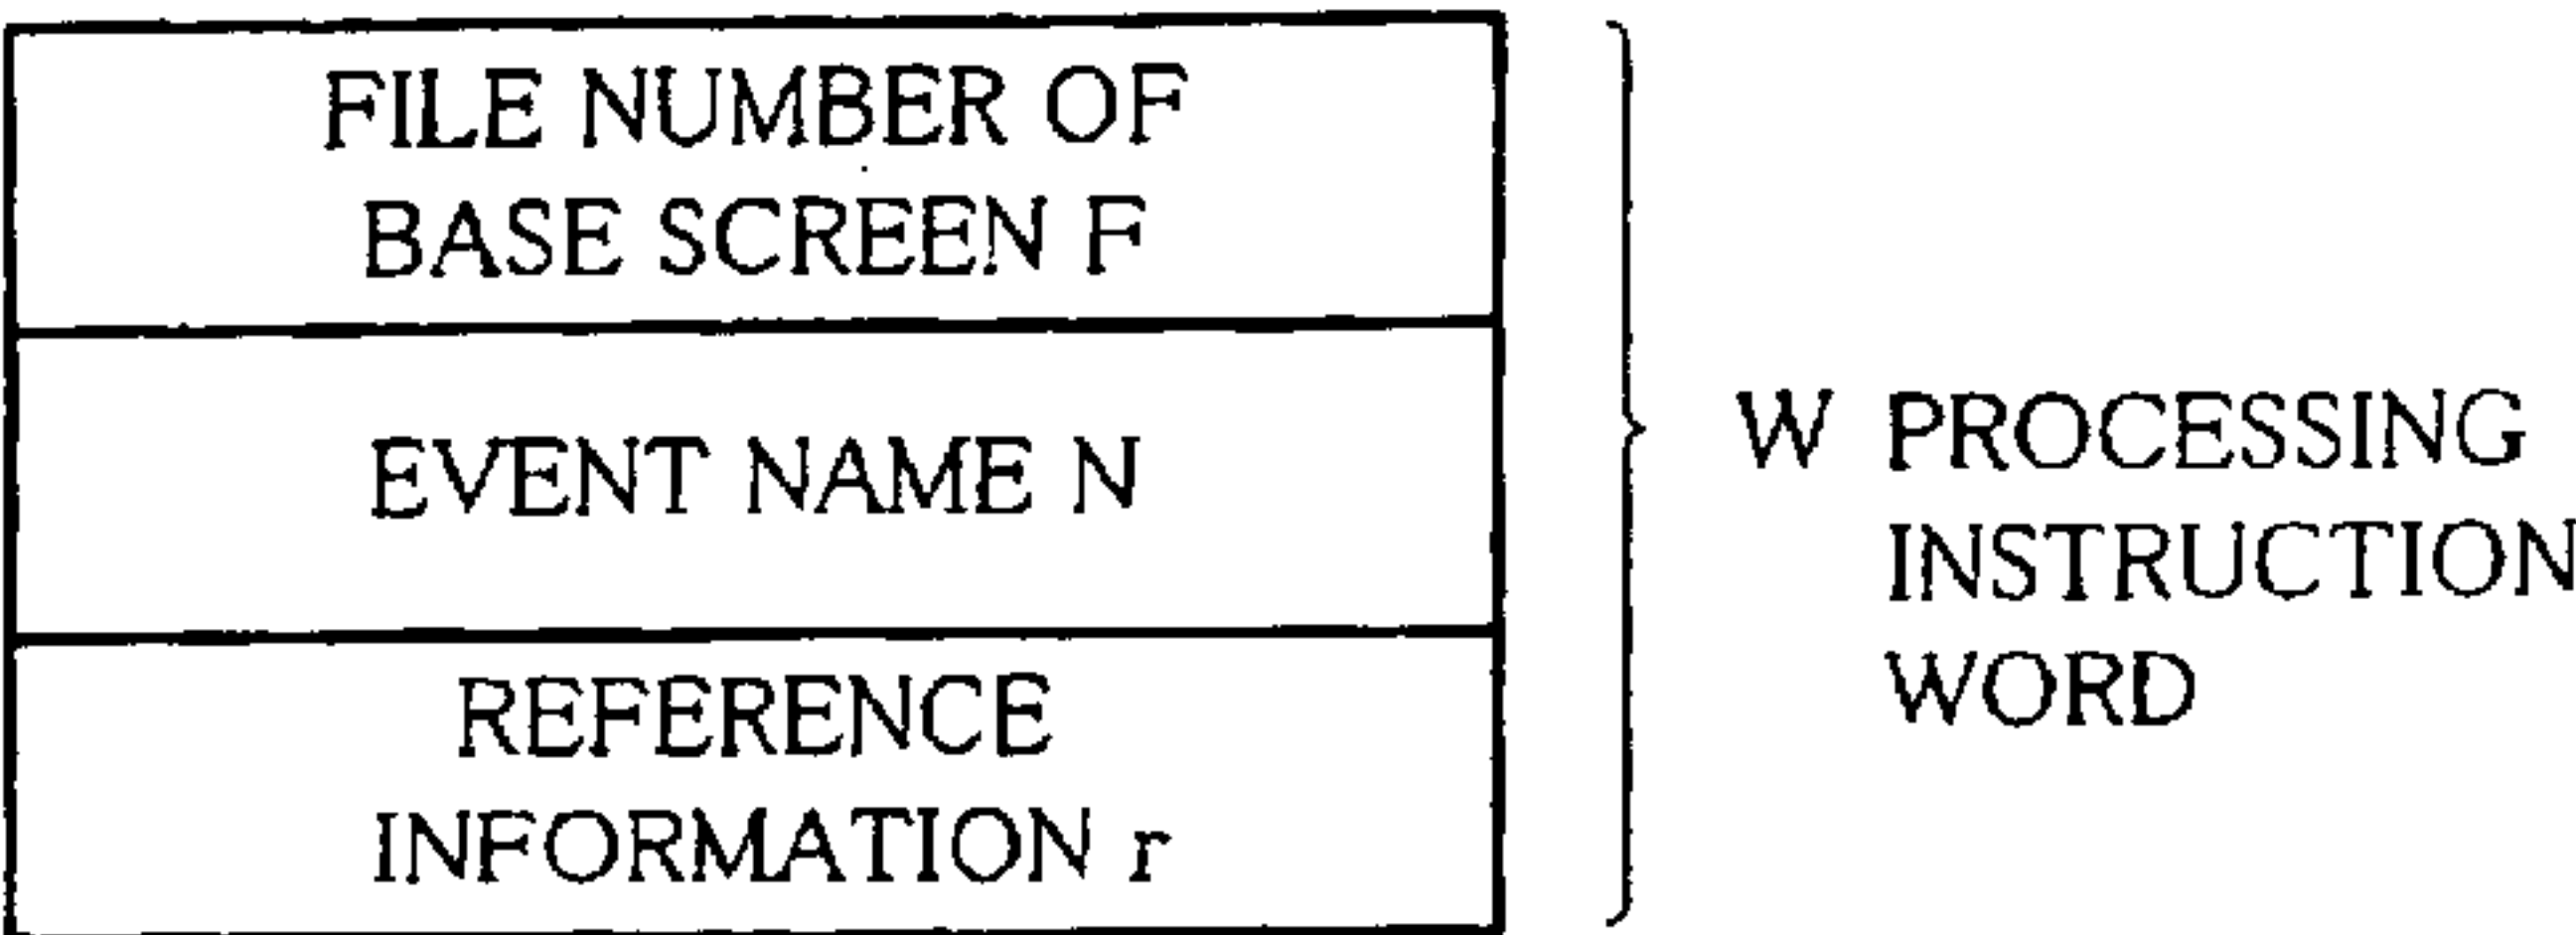 FILE NUMBER OF
BASE SCREEN F
EVENT NAME N
REFERENCE
INFORMATION r
W PROCESSING
INSTRUCTION
WORD